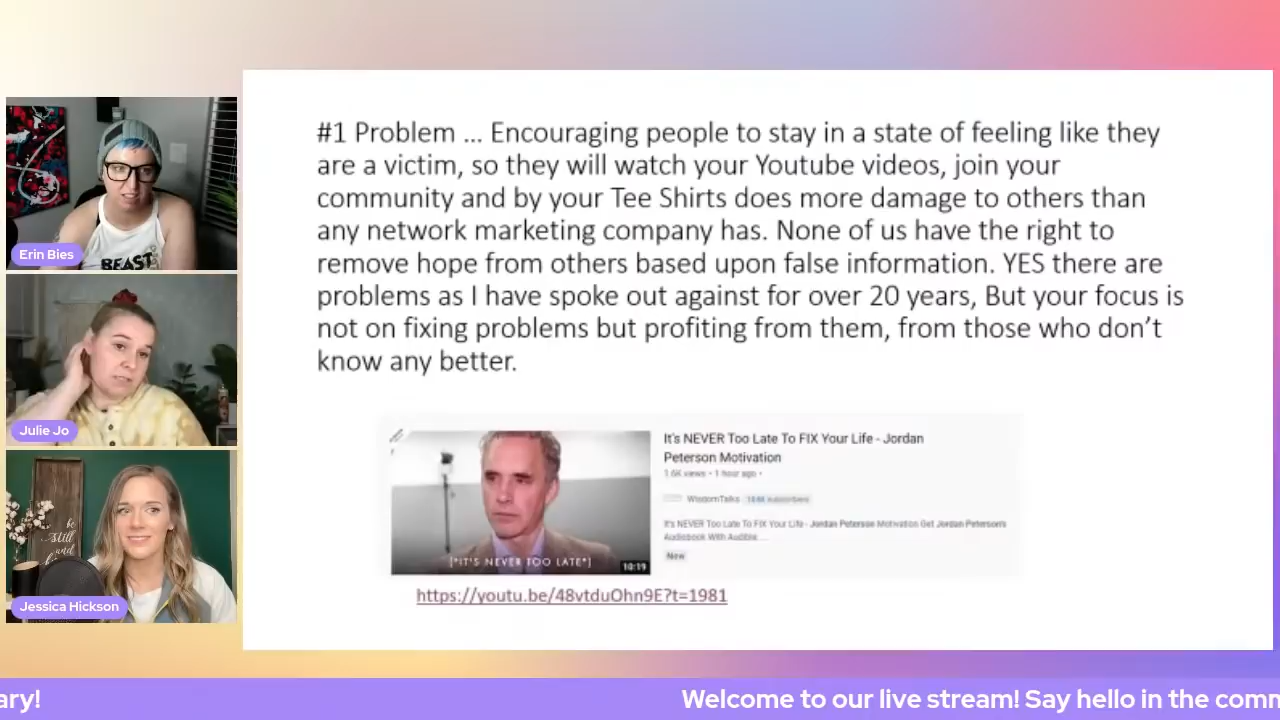 #1 Problem ... Encouraging people to stay in a state of feeling like they
are a victim, so they will watch your Youtube videos, join your
community and by your Tee Shirts does more damage to others than
any network marketing company has. None of us have the right to
remove hope from others based upon false information. YES there are
problems as I have spoke out against for over 20 years, But your focus is
not on fixing problems but profiting from them, from those who don't
know any better.
Erin Bies
BEAST
Julie Jo
be
still
and
Jessica Hickson
It's NEVER Too Late To FIX Your Life - Jordan
Peterson Motivation
1.6K views • 1 hour ago •
WisdomTalks
subscribers
It's NEVER Too Late To FIX Your Life - Jordan Peterson Motivation Get Jordan Peterson's
Audiobook With Audible ...
New
[*IT'S NEVER TOO LATE*]
10:19
https://youtu.be/48vtduOhn9E?t=1981
ary!
Welcome to our live stream! Say hello in the comm